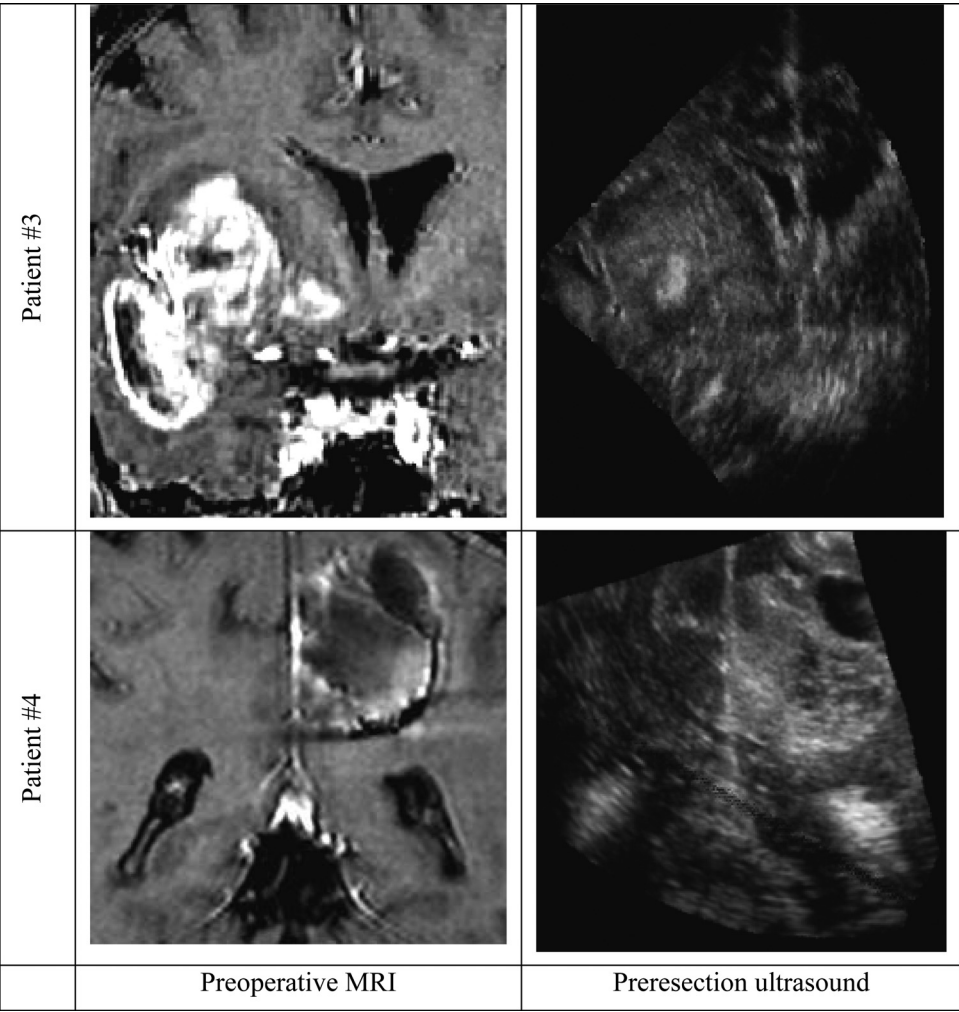 Patient #3
Patient #4
Preoperative MRI
Preresection ultrasound